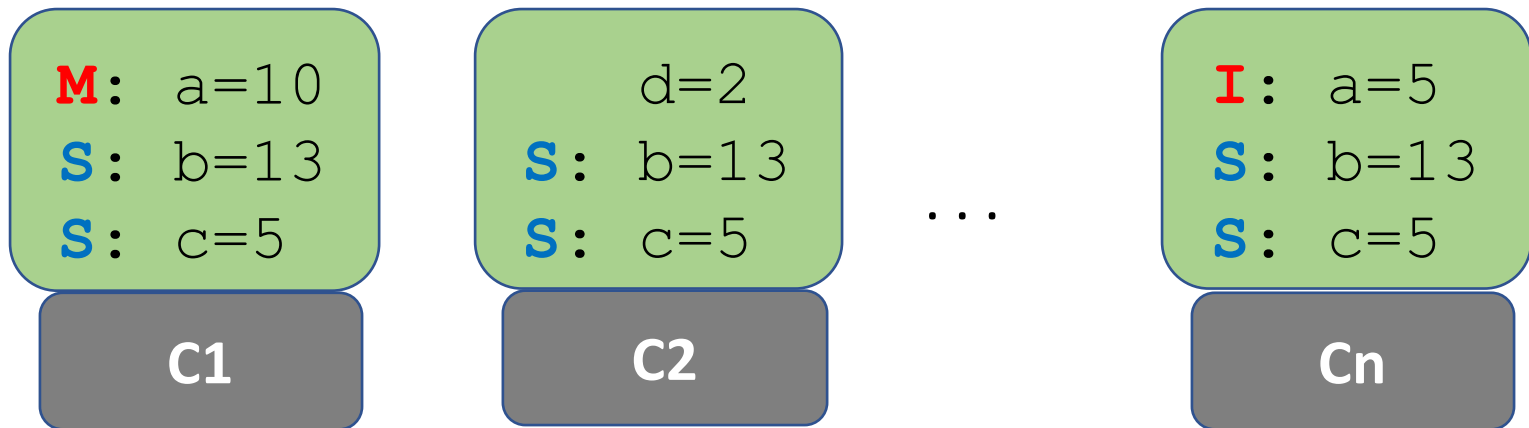 M: a=10
S: b=13
S: c=5
C1
d=2
S: b=13
S: c=5
C2
...
I: a=5
S: b=13
S: c=5
Cn